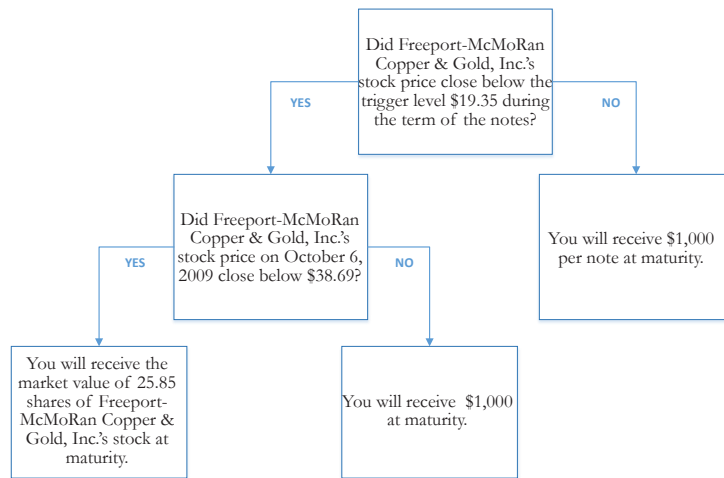 Did Freeport-McMoRan
Copper & Gold, Inc.'s
stock price close below the
trigger level $19.35 during
the term of the notes?
YES
NO
Did Freeport-McMoRan
Copper & Gold, Inc.'s
stock price on October 6,
2009 close below $38.69?
You will receive $1,000
per note at maturity.
YES
NO
You will receive the
market value of 25.85
shares of Freeport-
McMoRan Copper &
Gold, Inc.'s stock at
maturity.
You will receive $1,000
at maturity.